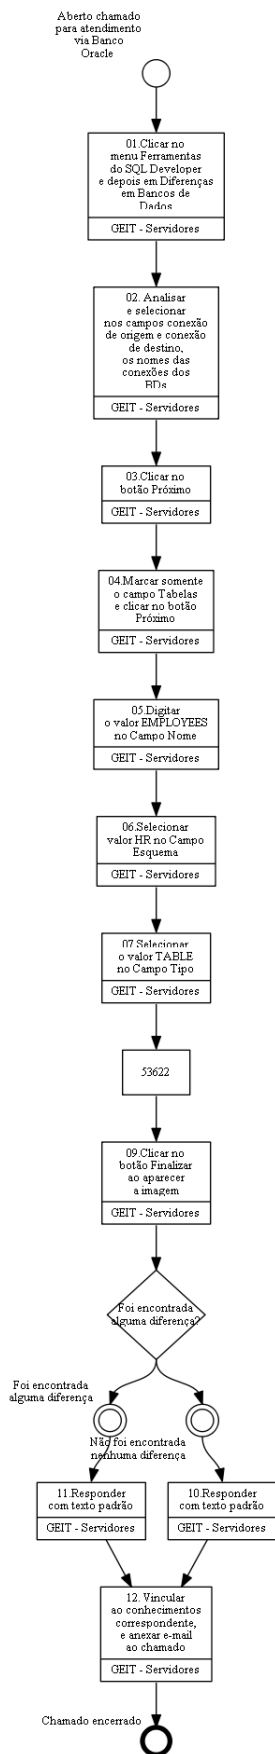 Aberto chamado
para atendimento
via Banco
Oracle
01.Clicar no
menu Ferramentas
do SQL Developer
e depois em Diferenças
em Bancos de
Dados
GEIT - Servidores
02. Analisar
e selecionar
nos campos conexão
de origem e conexão
de destino,
os nomes das
conexões dos
BDs
GEIT - Servidores
03.Clicar no
botão Próximo
GEIT - Servidores
04.Marcar somente
o campo Tabelas
e clicar no botão
Próximo
GEIT - Servidores
05.Digitar
o valor EMPLOYEES
no Campo Nome
GEIT - Servidores
06.Selecionar
valor HR no Campo
Esquema
GEIT - Servidores
07.Selecionar
o valor TABLE
no Campo Tipo
GEIT - Servidores
53622
09.Clicar no
botão Finalizar
ao aparecer
a imagem
GEIT - Servidores
Foi encontrada
alguma diferença?
Foi encontrada
alguma diferença
Não foi encontrada
nenhuma diferença
11.Responder
com texto padrão
GEIT - Servidores
10.Responder
com texto padrão
GEIT - Servidores
12. Vincular
ao conhecimentos
correspondente,
e anexar e-mail
ao chamado
GEIT - Servidores
Chamado encerrado